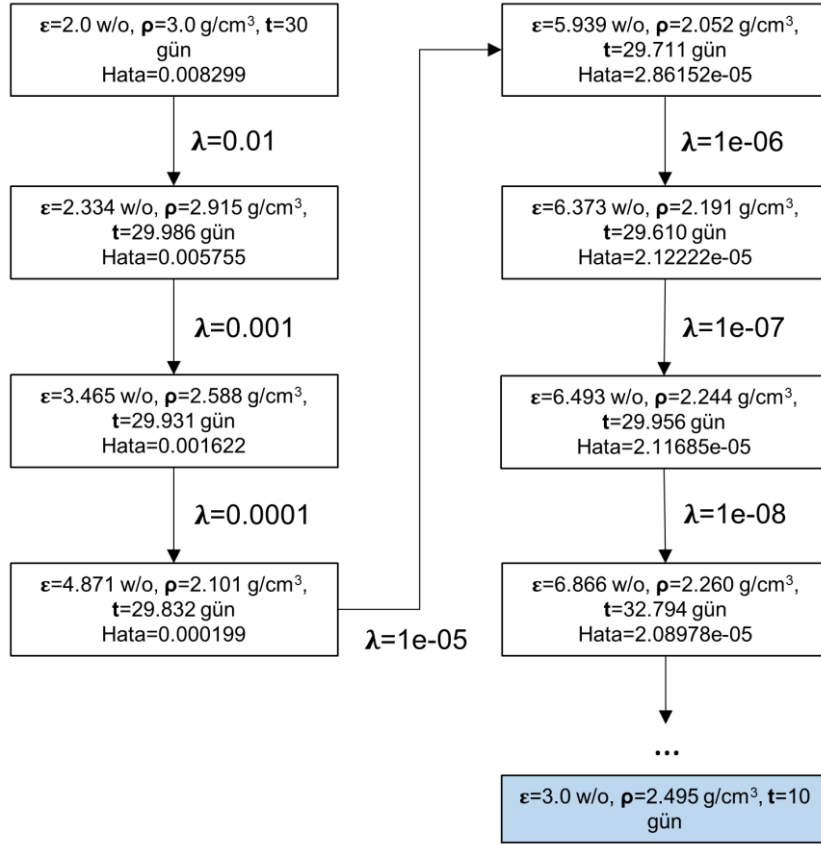 ε=2.0 w/o, ρ=3.0 g/cm³, t=30
gün
Hata=0.008299
λ=0.01
ε=2.334 w/o, ρ=2.915 g/cm³,
t=29.986 gün
Hata=0.005755
λ=0.001
ε=3.465 w/o, ρ=2.588 g/cm³,
t=29.931 gün
Hata=0.001622
λ=0.0001
ε=4.871 w/o, ρ=2.101 g/cm³,
t=29.832 gün
Hata=0.000199
λ=1e-05
ε=5.939 w/o, ρ=2.052 g/cm³,
t=29.711 gün
Hata=2.86152e-05
λ=1e-06
ε=6.373 w/o, ρ=2.191 g/cm³,
t=29.610 gün
Hata=2.12222e-05
λ=1e-07
ε=6.493 w/o, ρ=2.244 g/cm³,
t=29.956 gün
Hata=2.11685e-05
λ=1e-08
ε=6.866 w/o, ρ=2.260 g/cm³,
t=32.794 gün
Hata=2.08978e-05
...
ε=3.0 w/o, ρ=2.495 g/cm³, t=10
gün